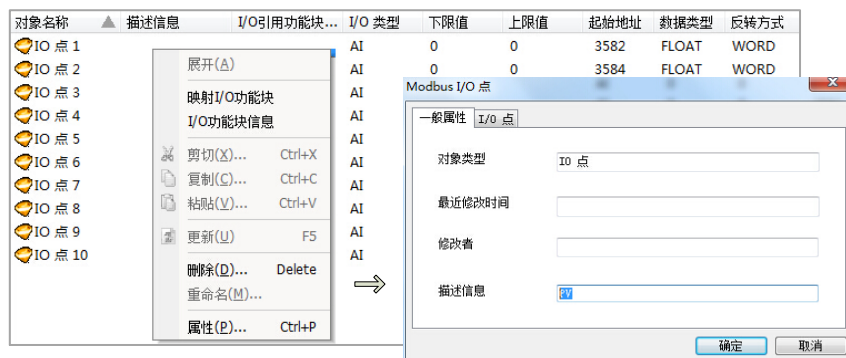 对象名称 描述信息 I/O引用功能块... I/O 类型 下限值 上限值 起始地址 数据类型 反转方式
IO 点 1 AI 0 0 3582 FLOAT WORD
IO 点 2 AI 0 0 3584 FLOAT WORD
IO 点 3 AI
IO 点 4 AI
IO 点 5 AI
IO 点 6 AI
IO 点 7 AI
IO 点 8 AI
IO 点 9 AI
IO 点 10 AI
展开(A)
映射I/O功能块
I/O功能块信息
剪切(X)... Ctrl+X
复制(C)... Ctrl+C
粘贴(V)... Ctrl+V
更新(U) F5
删除(D)... Delete
重命名(M)...
属性(P)... Ctrl+P
Modbus I/O 点
一般属性 I/O 点
对象类型 IO 点
最近修改时间
修改者
描述信息 PV
确定 取消